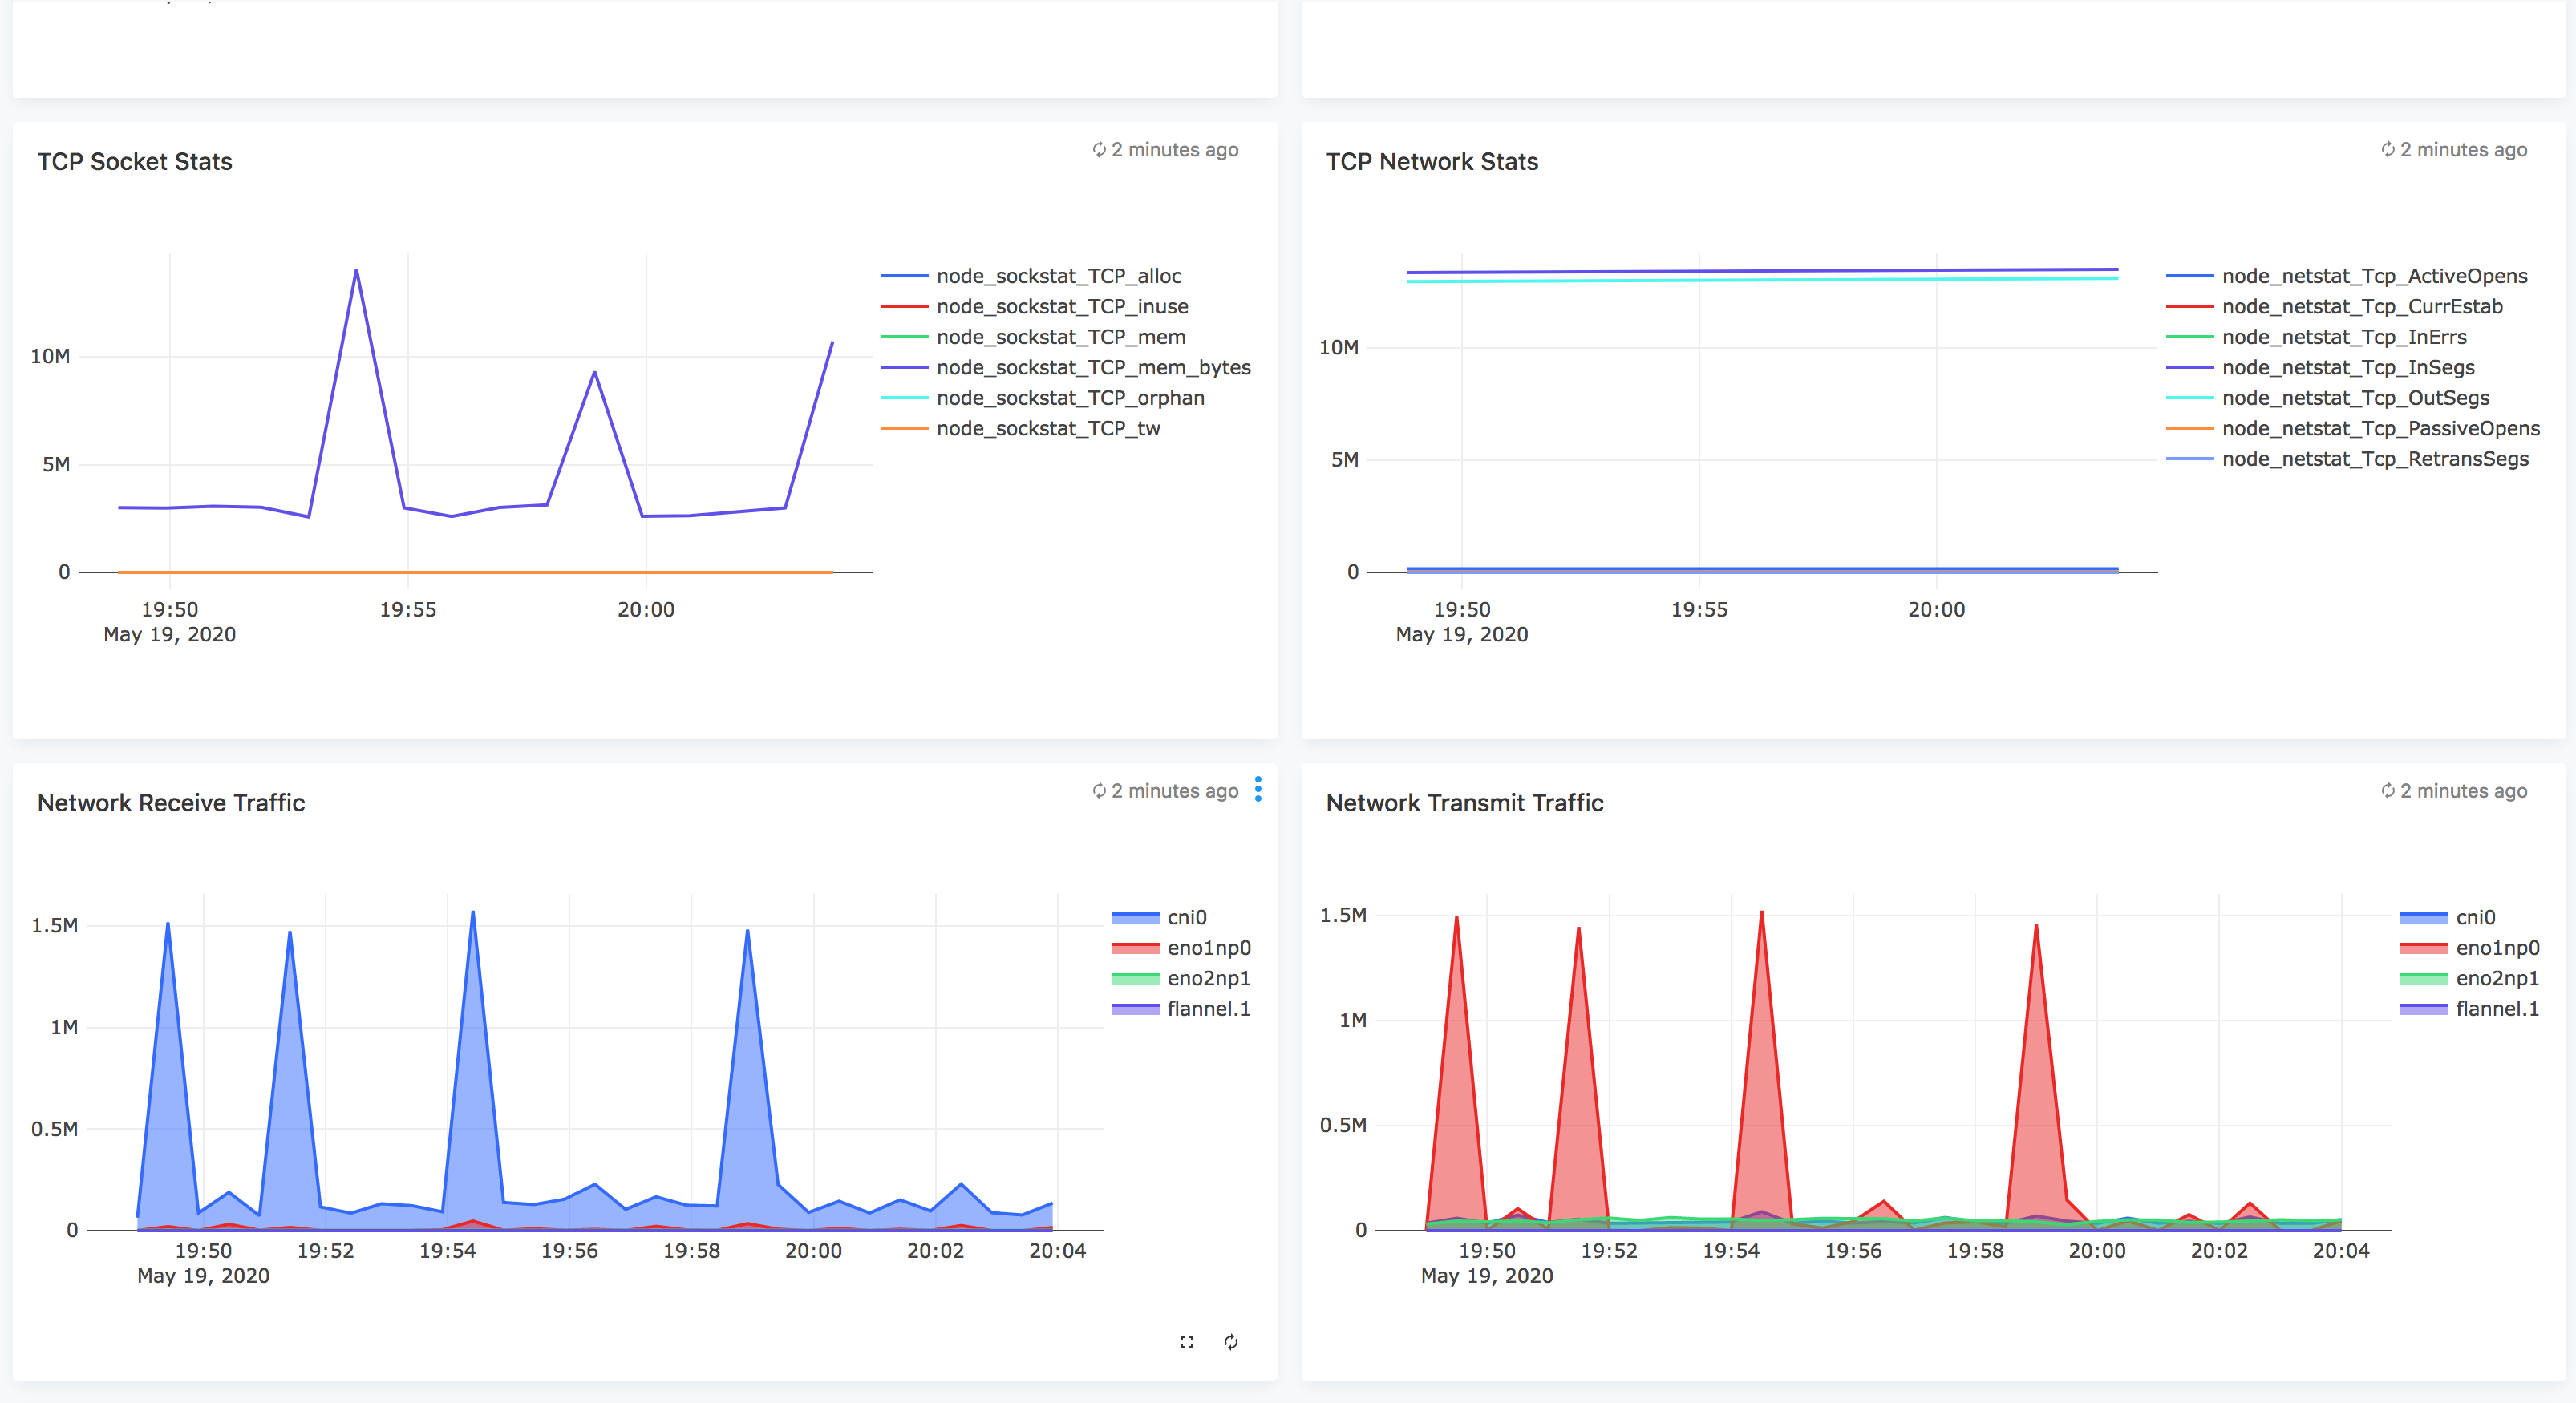 TCP Socket Stats
2 minutes ago
10M
5M
0
19:50
19:55
20:00
May 19, 2020
node_sockstat_TCP_alloc
node_sockstat_TCP_inuse
node_sockstat_TCP_mem
node_sockstat_TCP_mem_bytes
node_sockstat_TCP_orphan
node_sockstat_TCP_tw
TCP Network Stats
2 minutes ago
10M
5M
0
19:50
19:55
20:00
May 19, 2020
node_netstat_Tcp_ActiveOpens
node_netstat_Tcp_CurrEstab
node_netstat_Tcp_InErrs
node_netstat_Tcp_InSegs
node_netstat_Tcp_OutSegs
node_netstat_Tcp_PassiveOpens
node_netstat_Tcp_RetransSegs
Network Receive Traffic
2 minutes ago
1.5M
1M
0.5M
0
19:50
19:52
19:54
19:56
19:58
20:00
20:02
20:04
May 19, 2020
cni0
eno1np0
eno2np1
flannel.1
Network Transmit Traffic
2 minutes ago
1.5M
1M
0.5M
0
19:50
19:52
19:54
19:56
19:58
20:00
20:02
20:04
May 19, 2020
cni0
eno1np0
eno2np1
flannel.1